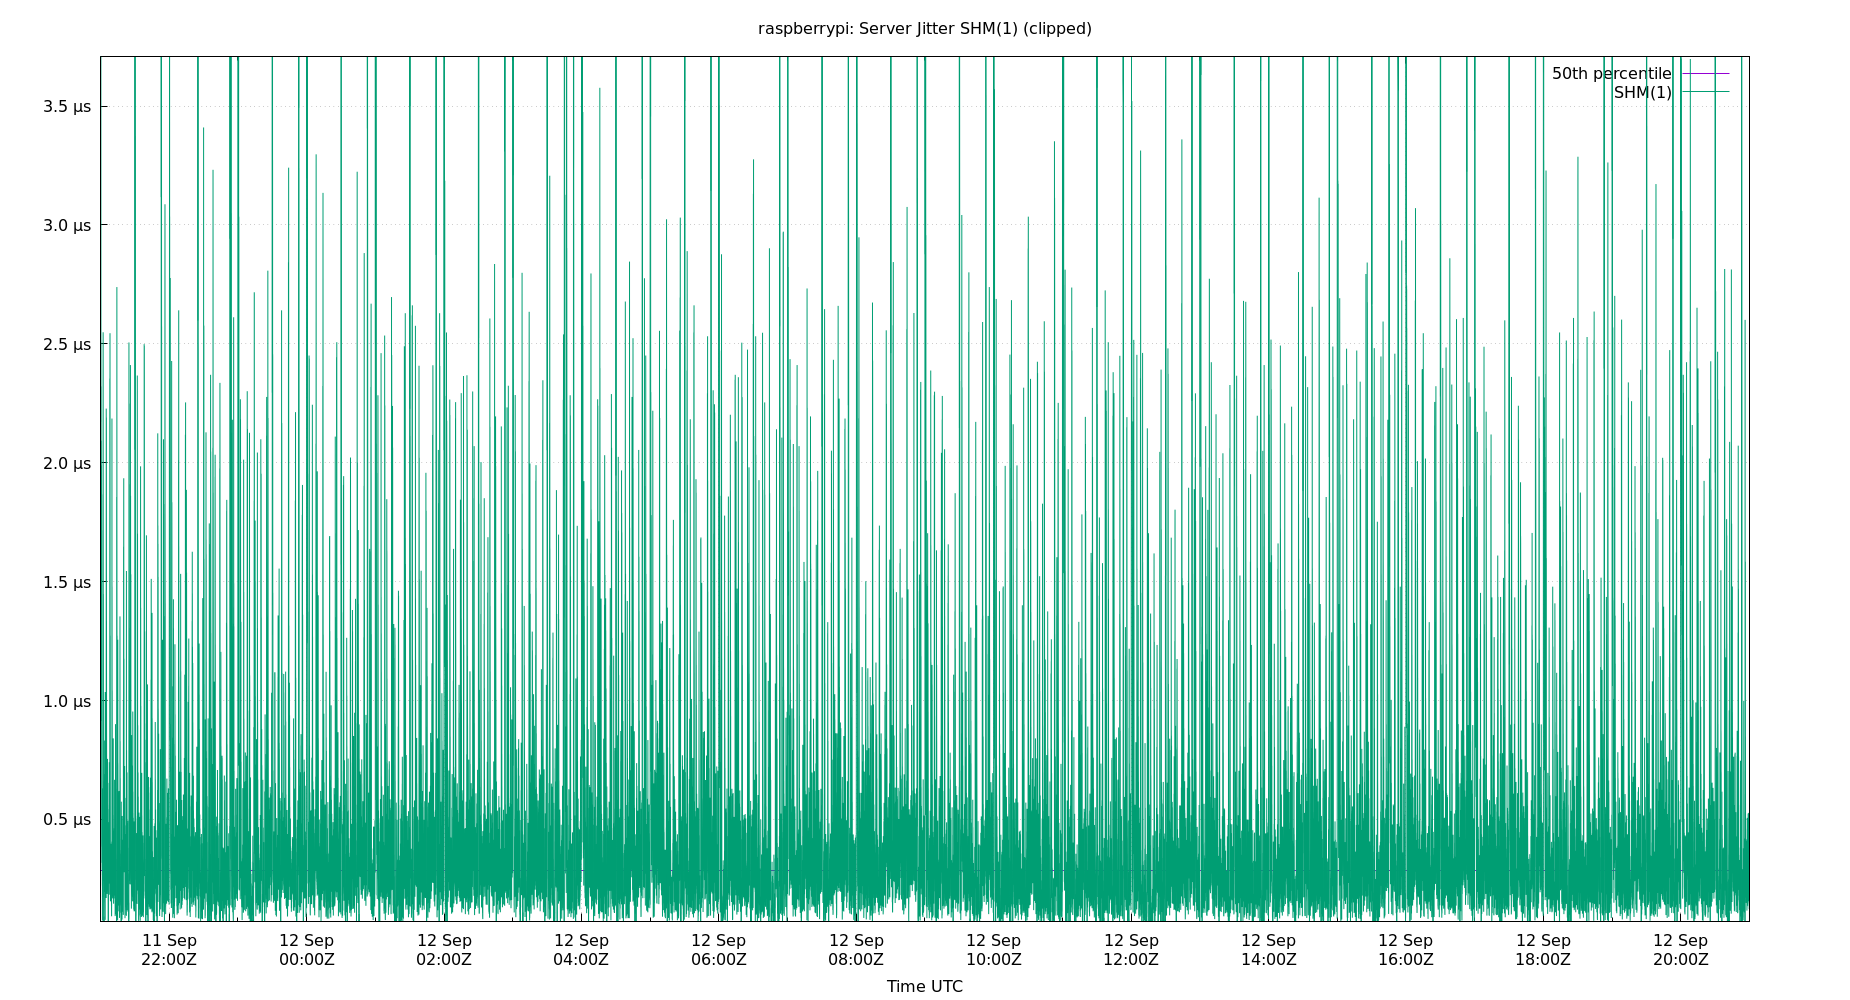 raspberrypi: Server Jitter SHM(1) (clipped)
50th percentile
SHM(1)
3.5 µs
3.0 µs
2.5 µs
2.0 µs
1.5 µs
1.0 µs
0.5 µs
11 Sep 12 Sep 12 Sep 12 Sep 12 Sep 12 Sep 12 Sep 12 Sep 12 Sep 12 Sep 12 Sep 12 Sep
22:00Z 00:00Z 02:00Z 04:00Z 06:00Z 08:00Z 10:00Z 12:00Z 14:00Z 16:00Z 18:00Z 20:00Z
Time UTC